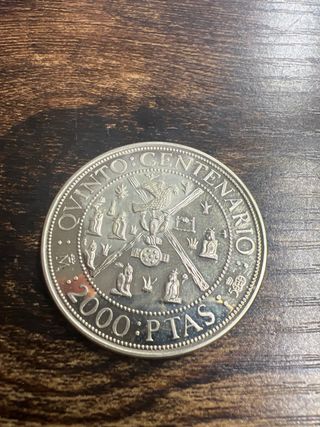 QVINTO : CENTENARIO
2000 : PTAS